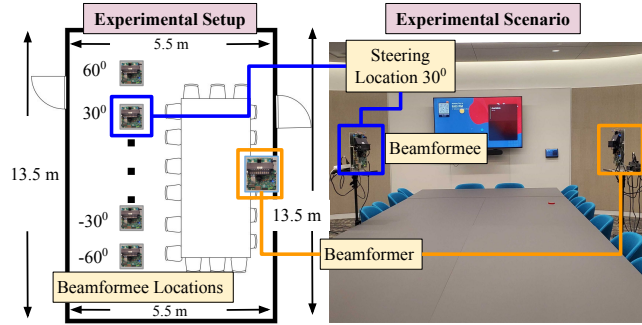 Experimental Setup
Experimental Scenario
5.5 m
60⁰
30⁰
Steering
Location 30⁰
Beamformee
13.5 m
13.5 m
-30⁰
-60⁰
Beamformer
Beamformee Locations
5.5 m